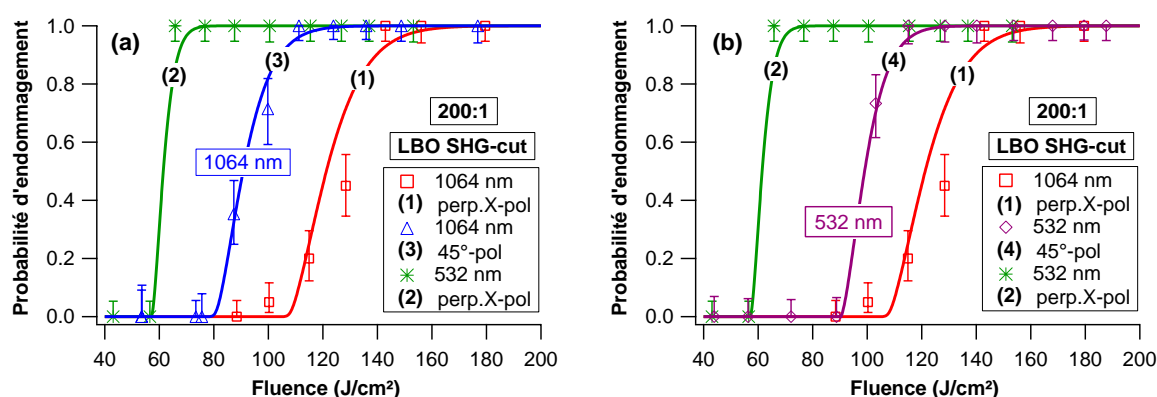 (a)
Probabilité d'endommagement
1.0
0.8
0.6
0.4
0.2
0.0
(2)
(3)
(1)
1064 nm
200:1
LBO SHG-cut
1064 nm
(1) perp.X-pol
1064 nm
(3) 45°-pol
532 nm
(2) perp.X-pol
40 60 80 100 120 140 160 180 200
Fluence (J/cm²)
(b)
Probabilité d'endommagement
1.0
0.8
0.6
0.4
0.2
0.0
(2)
(4)
(1)
532 nm
200:1
LBO SHG-cut
1064 nm
(1) perp.X-pol
532 nm
(4) 45°-pol
532 nm
(2) perp.X-pol
40 60 80 100 120 140 160 180 200
Fluence (J/cm²)